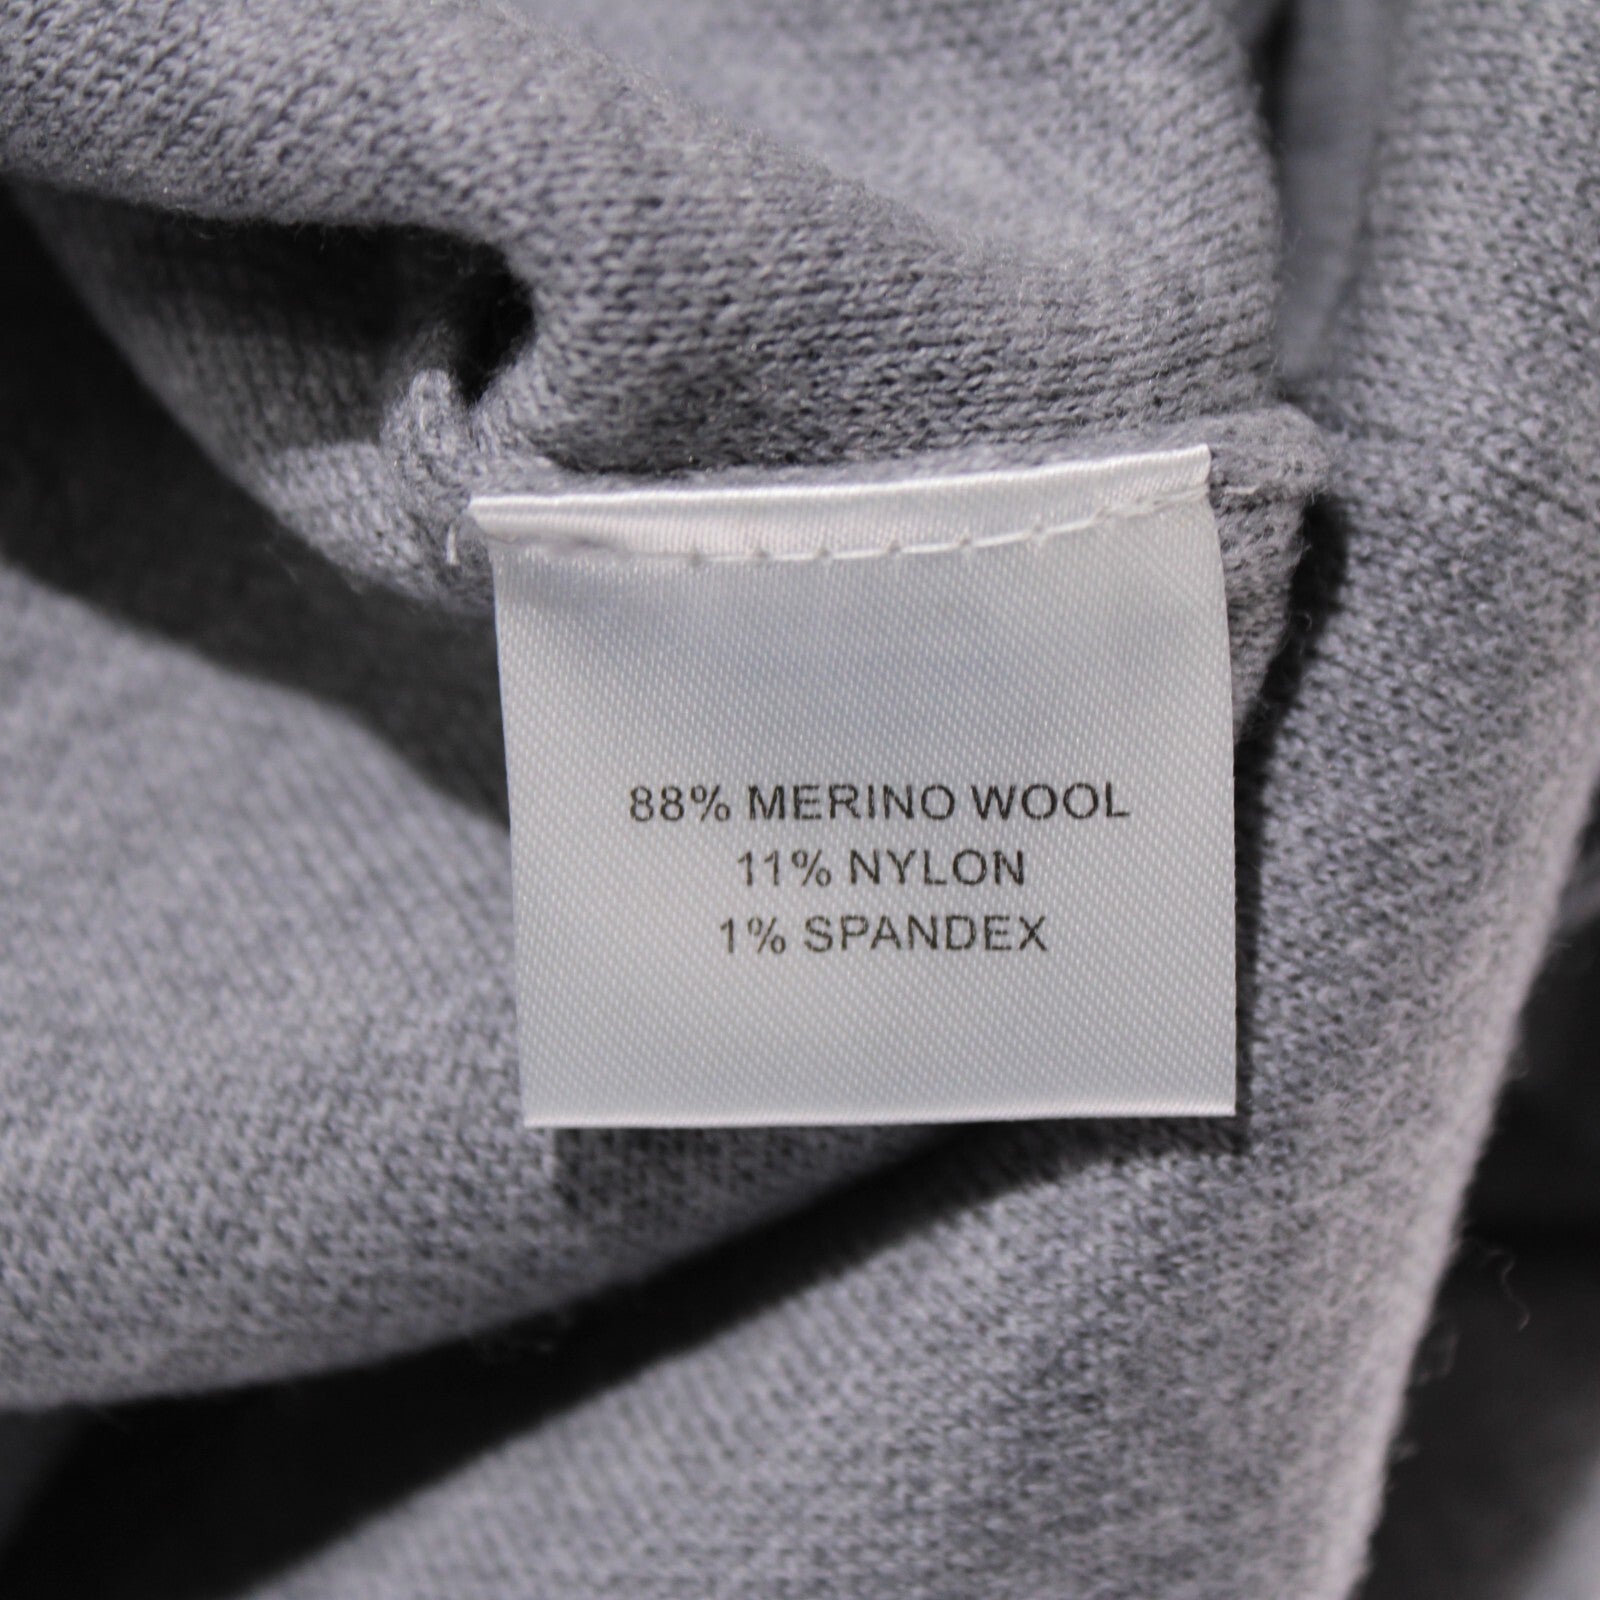 88% MERINO WOOL
11% NYLON
1% SPANDEX